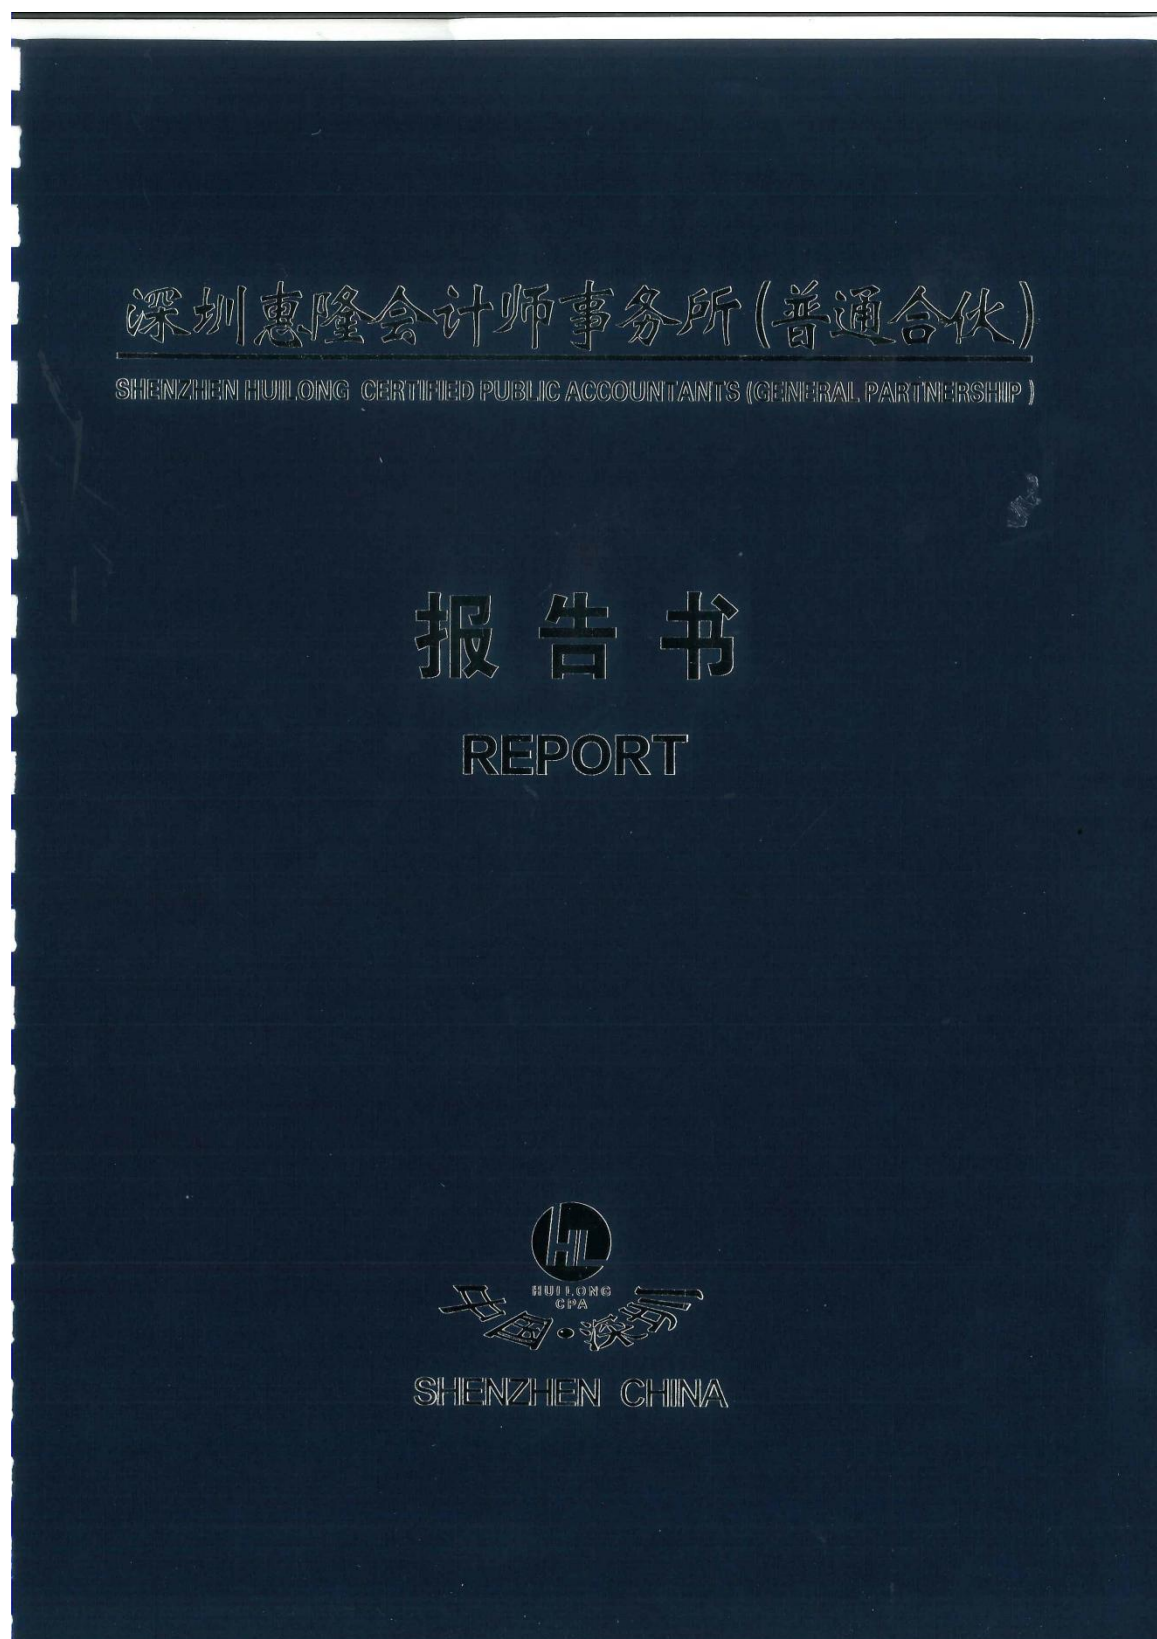 深圳惠隆会计师事务所(普通合伙)
SHENZHEN HUILONG CERTIFIED PUBLIC ACCOUNTANTS (GENERAL PARTNERSHIP)
报告书
REPORT
HL
HUILONG
CPA
中国·深圳
SHENZHEN CHINA